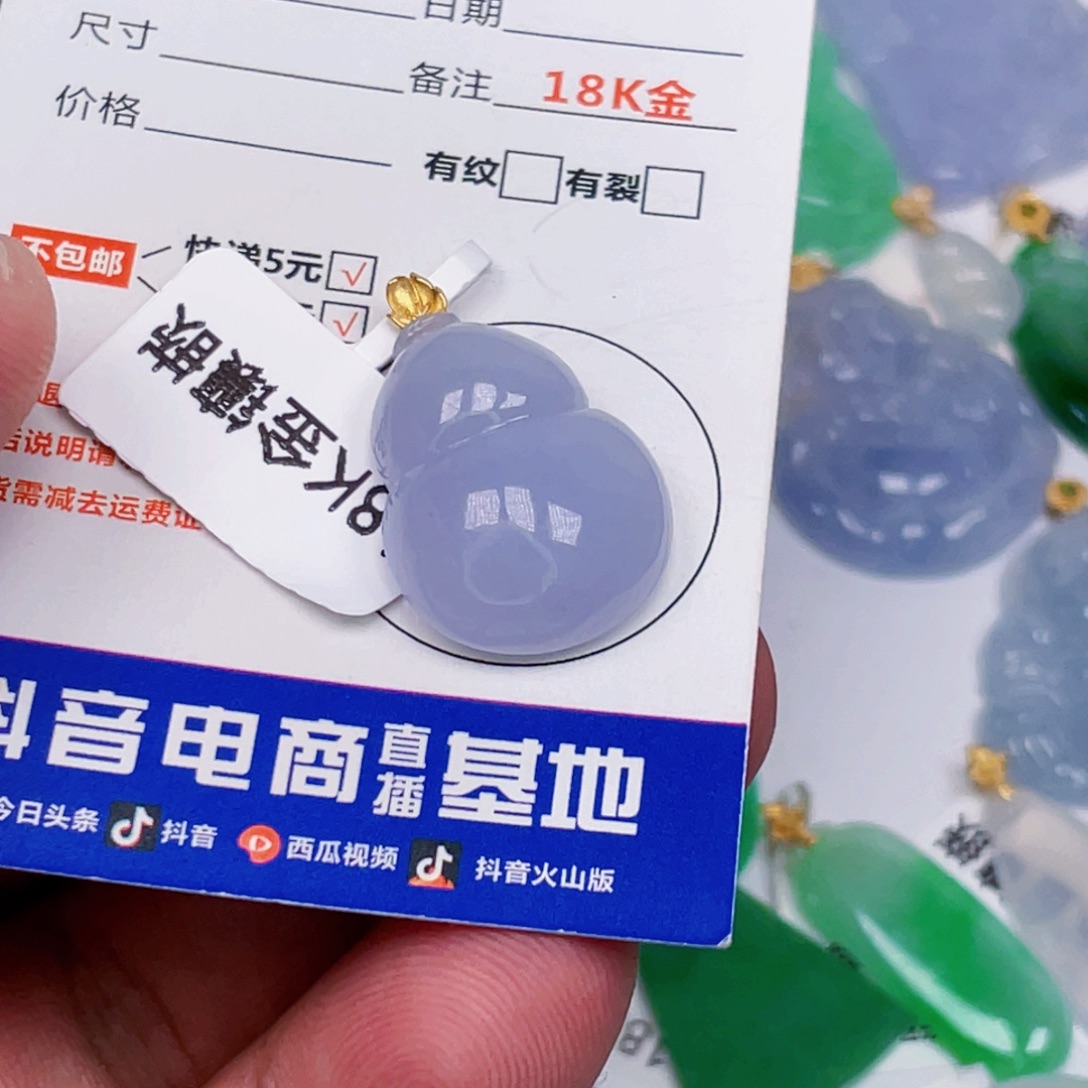 日期
尺寸 备注 18K金
价格
有纹 有裂
不包邮 快递5元 √
√
8K金镶嵌
后说明请
货需减去运费证
抖音电商直播基地
今日头条 抖音 西瓜视频 抖音火山版